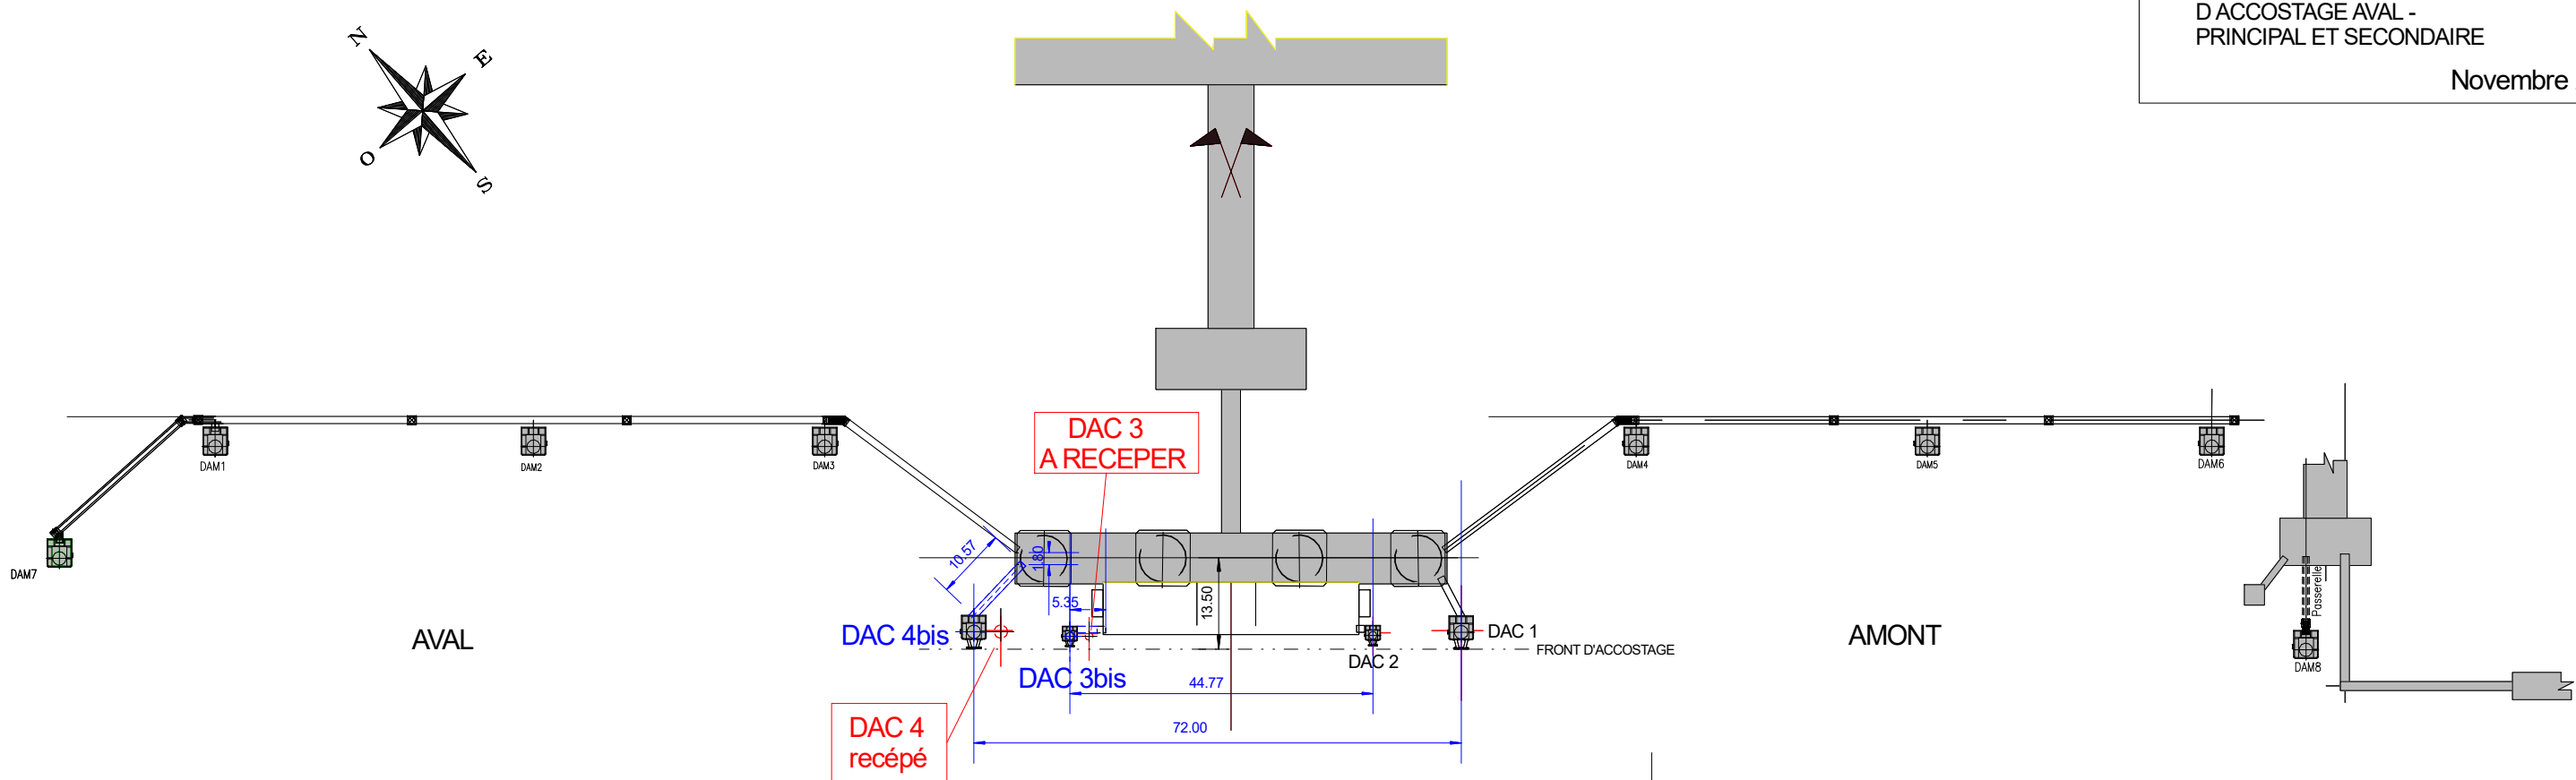 D ACCOSTAGE AVAL -
PRINCIPAL ET SECONDAIRE
Novembre
N
E
O
S
DAC 3
A RECEPER
DAM1
DAM2
DAM3
DAM4
DAM5
DAM6
DAM7
10.57
1.80
5.35
13.50
Passerelle
DAC 4bis
DAC 1
AVAL
AMONT
FRONT D'ACCOSTAGE
DAC 2
DAM8
DAC 3bis
44.77
DAC 4
recépé
72.00